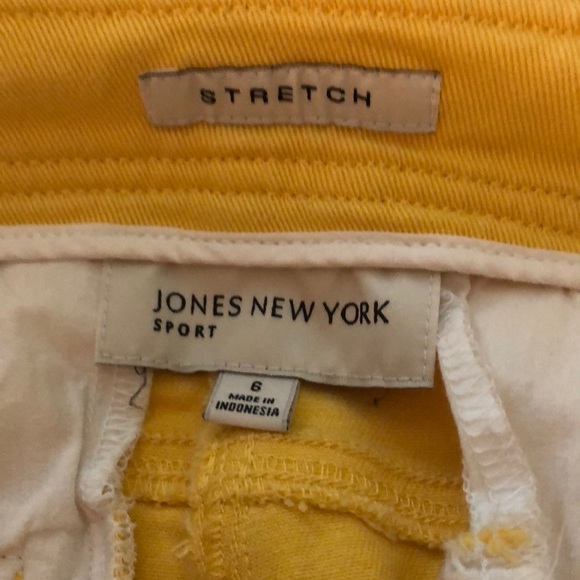 STRETCH
JONES NEW YORK
SPORT
6
MADE IN
INDONESIA